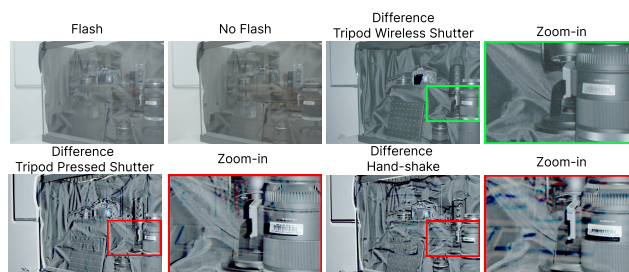 Flash
No Flash
Difference
Tripod Wireless Shutter
Zoom-in
Difference
Tripod Pressed Shutter
Zoom-in
Difference
Hand-shake
Zoom-in